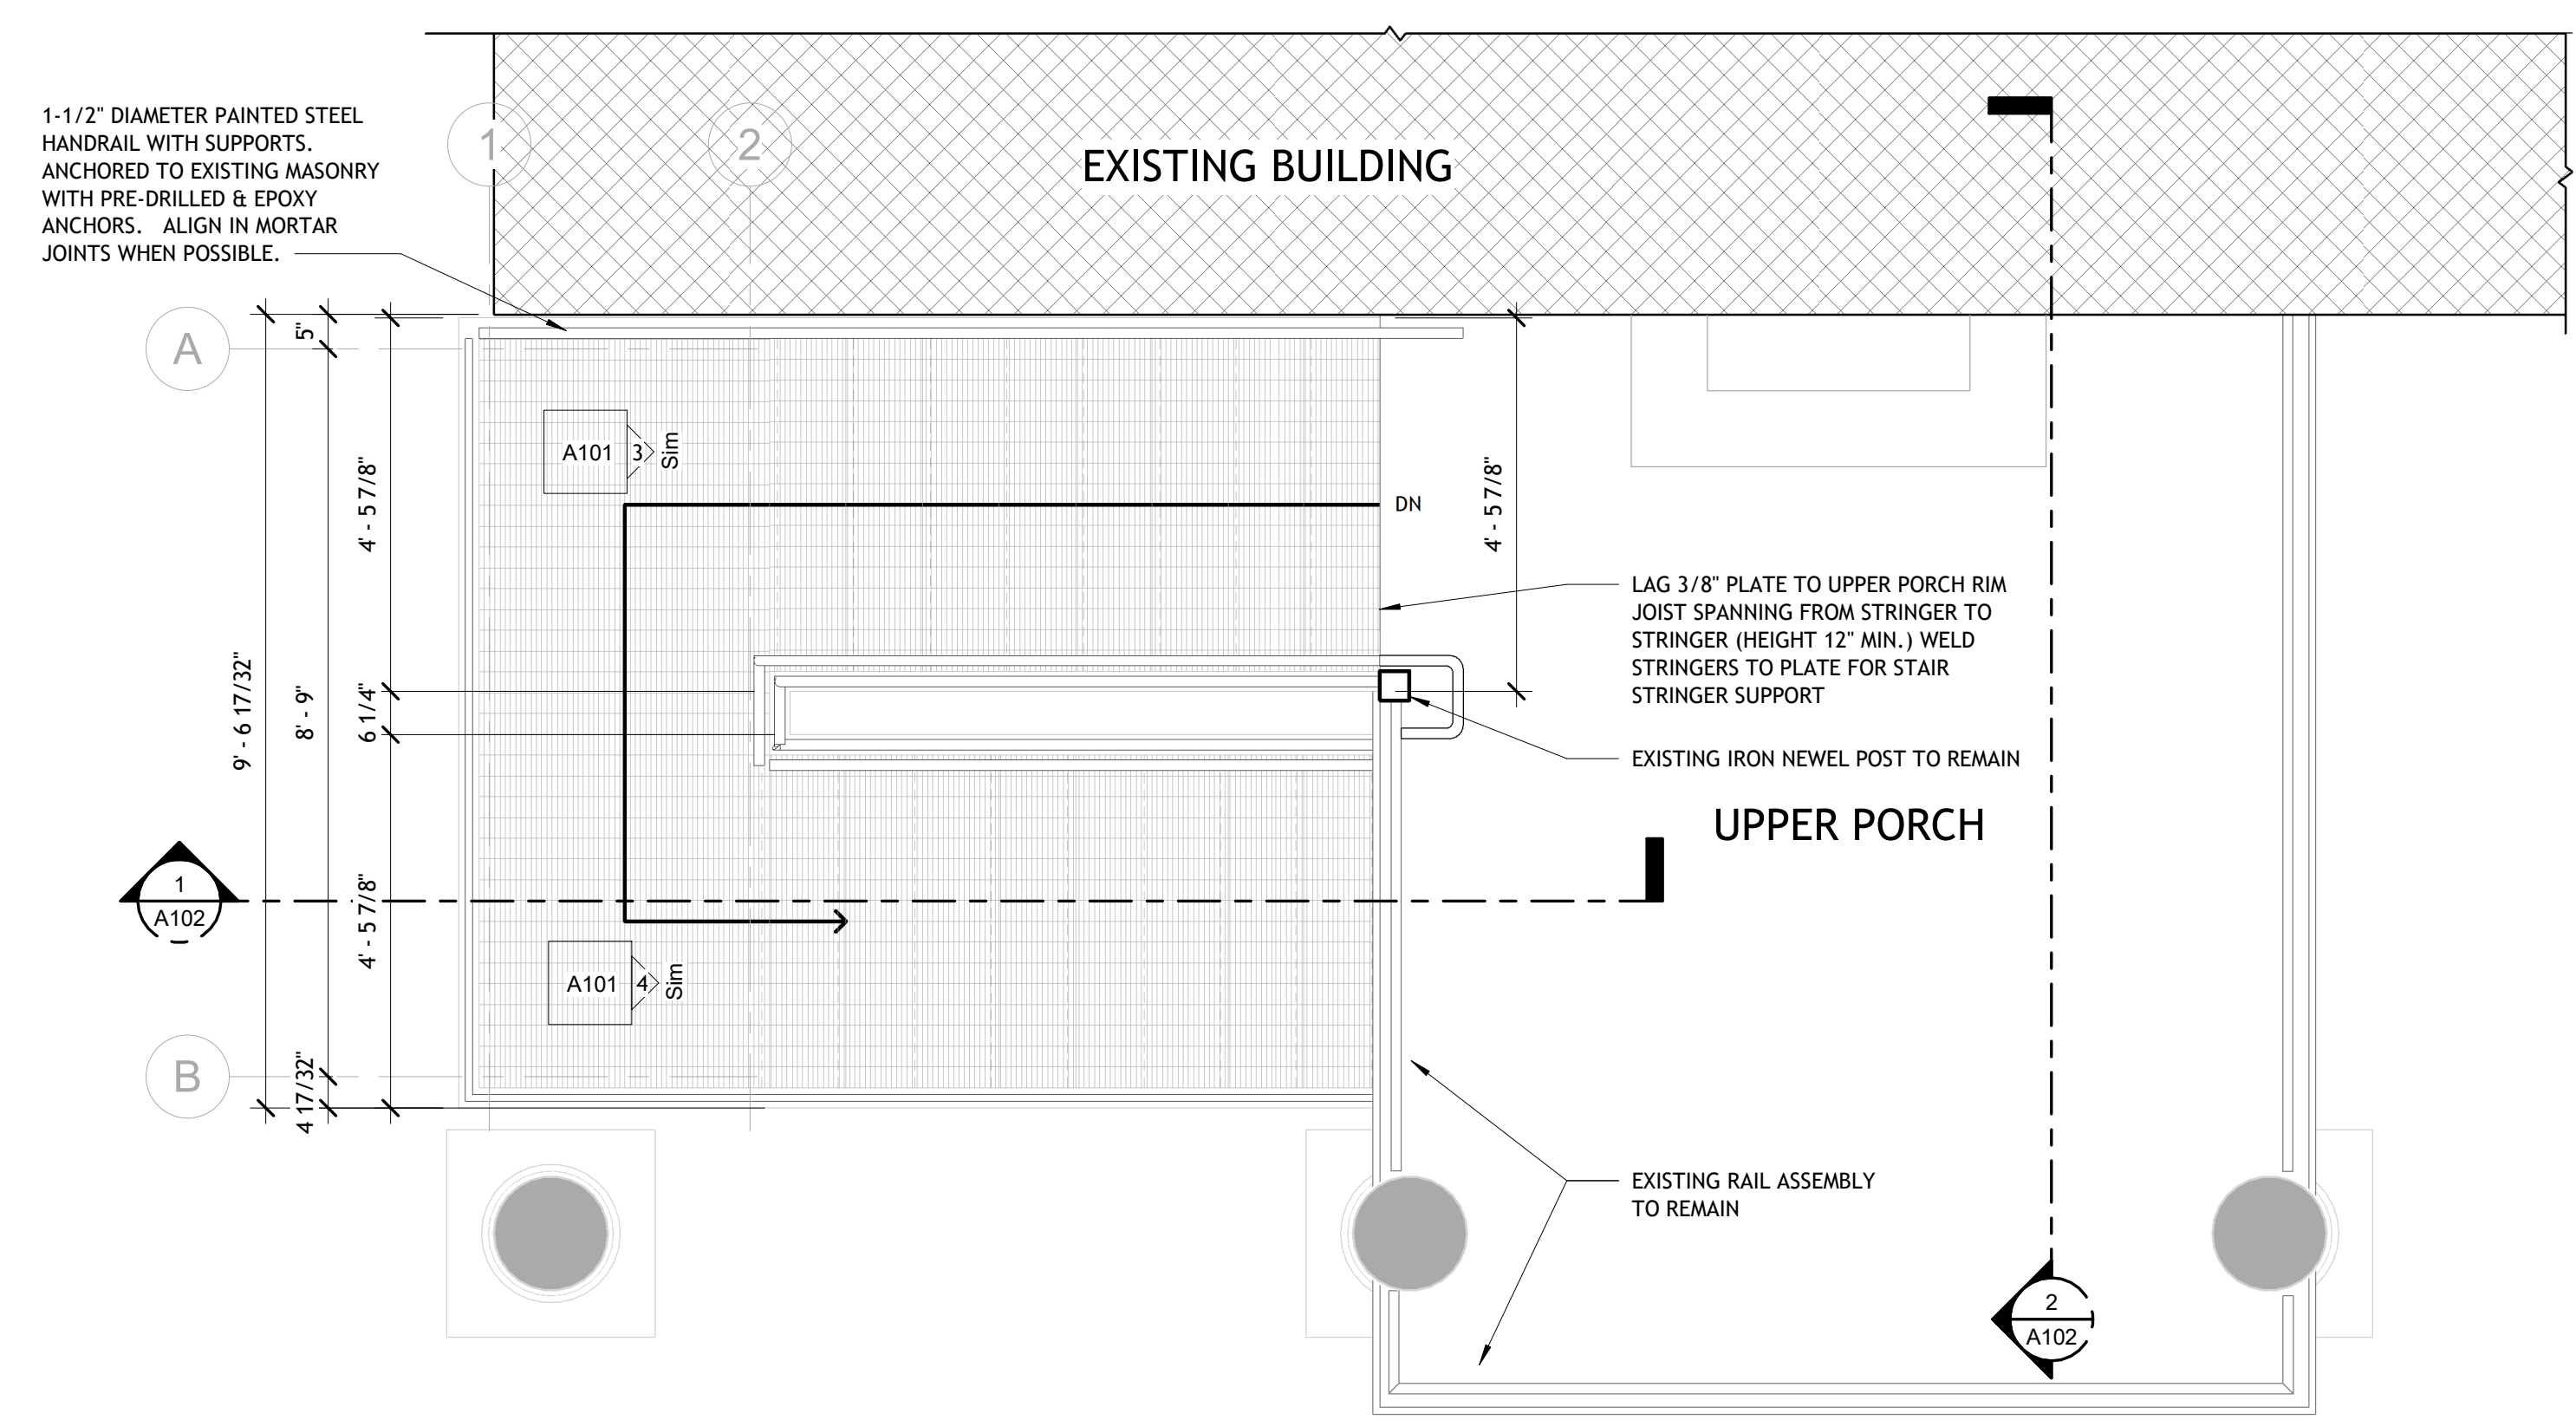 1-1/2" DIAMETER PAINTED STEEL
HANDRAIL WITH SUPPORTS.
ANCHORED TO EXISTING MASONRY
WITH PRE-DRILLED & EPOXY
ANCHORS. ALIGN IN MORTAR
JOINTS WHEN POSSIBLE.
1
2
EXISTING BUILDING
A
5"
A101
3
Sim
4' - 5 7/8"
4' - 5 7/8"
DN
LAG 3/8" PLATE TO UPPER PORCH RIM
JOIST SPANNING FROM STRINGER TO
STRINGER (HEIGHT 12" MIN.) WELD
STRINGERS TO PLATE FOR STAIR
STRINGER SUPPORT
9' - 6 17/32"
8' - 9"
6 1/4"
EXISTING IRON NEWEL POST TO REMAIN
UPPER PORCH
1
A102
4' - 5 7/8"
A101
4
Sim
B
4 17/32"
EXISTING RAIL ASSEMBLY
TO REMAIN
2
A102